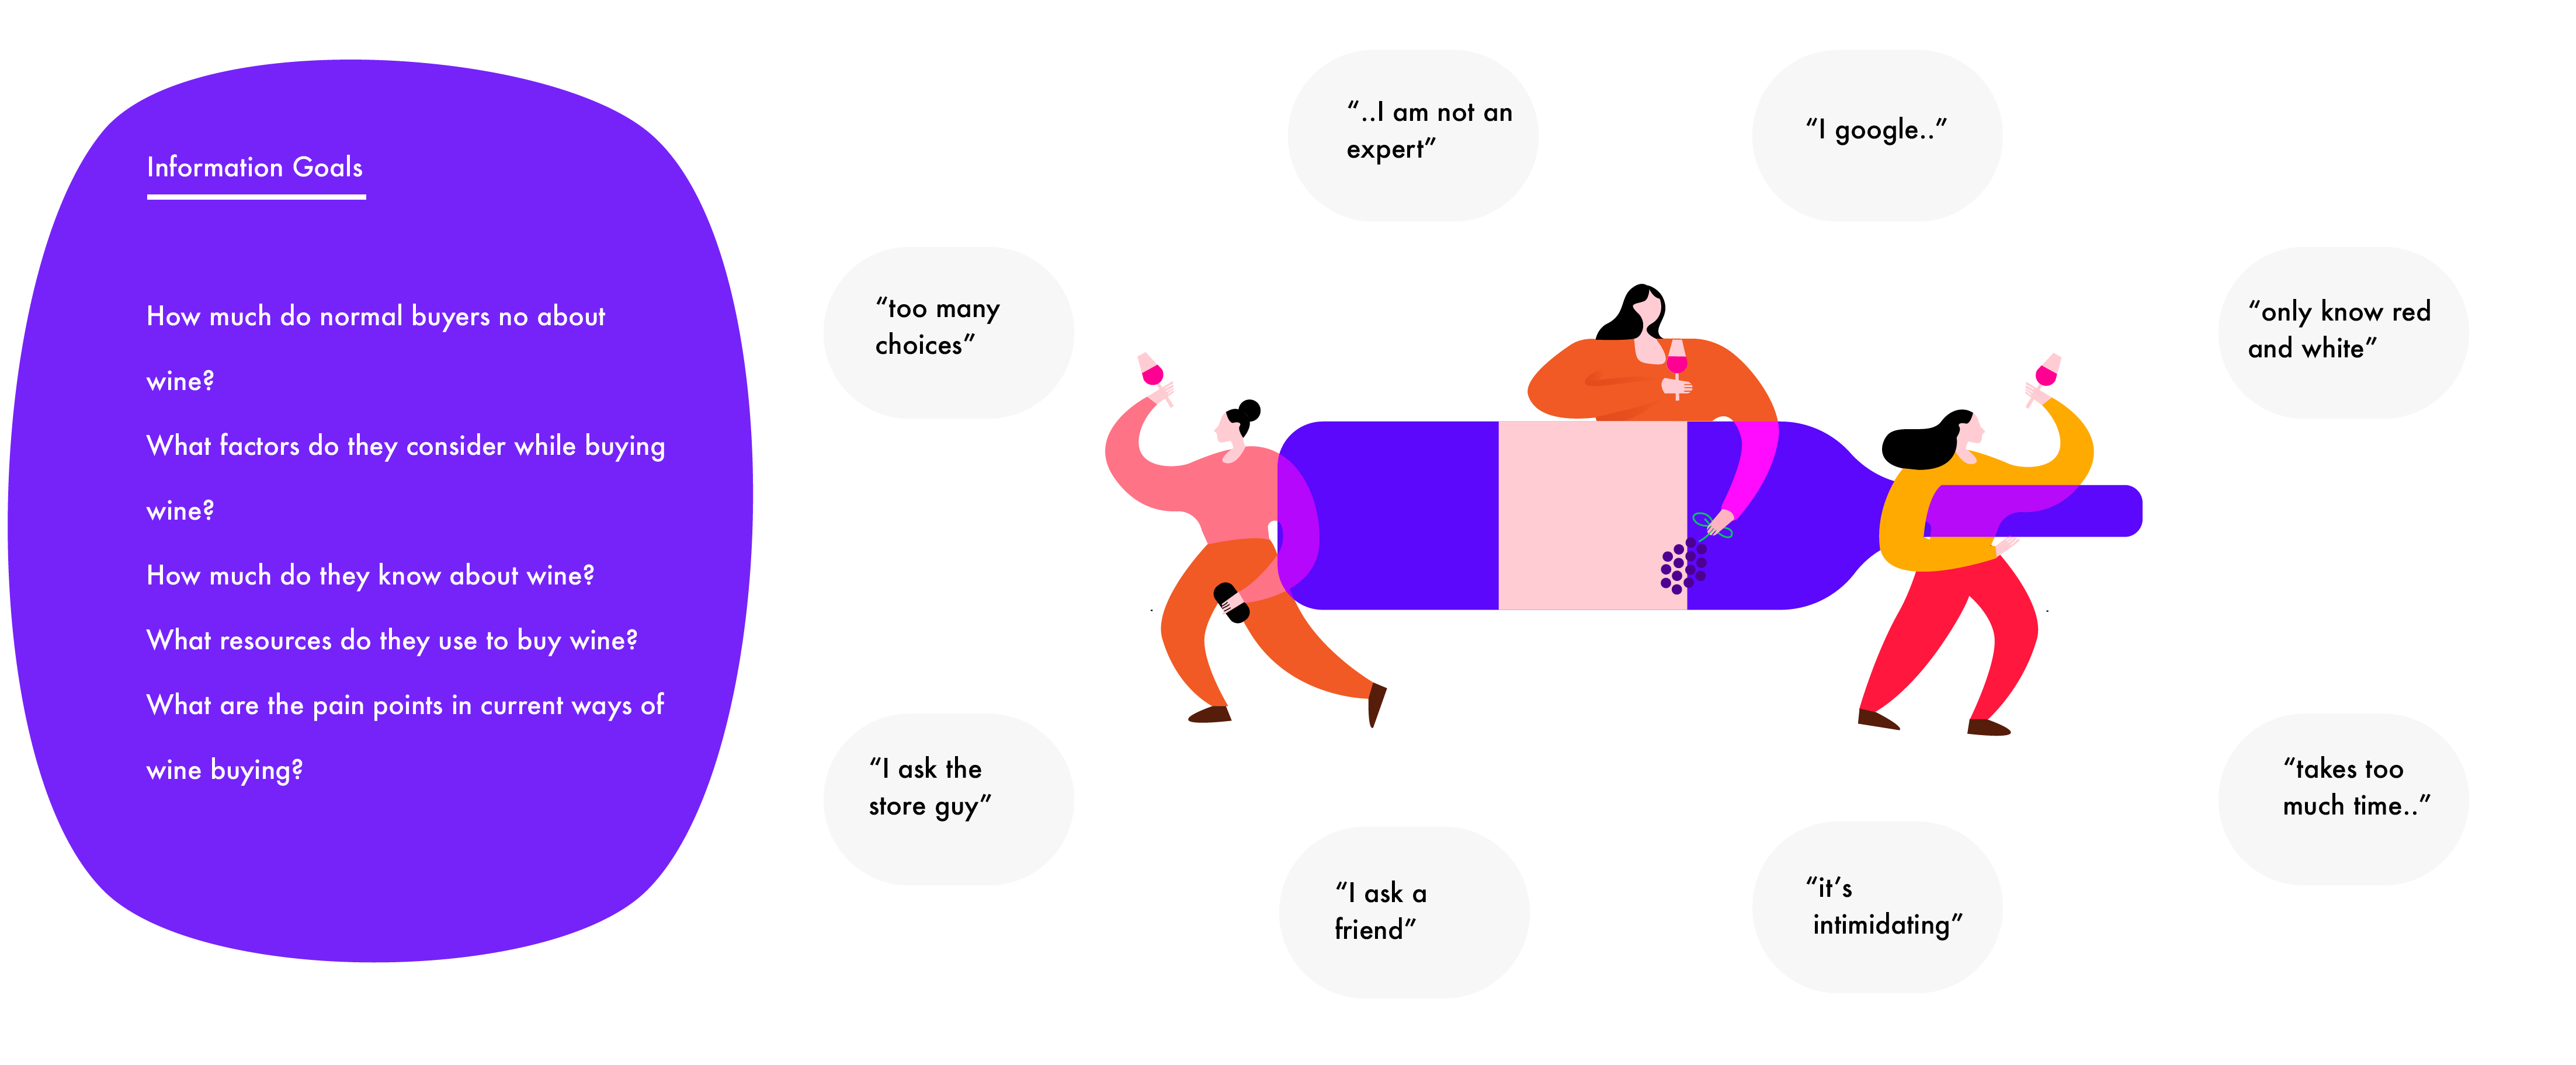 Information Goals
How much do normal buyers no about
wine?
What factors do they consider while buying
wine?
How much do they know about wine?
What resources do they use to buy wine?
What are the pain points in current ways of
wine buying?
“..I am not an
expert”
“I google..”
“too many
choices”
“only know red
and white”
“I ask the
store guy”
“takes too
much time..”
“I ask a
friend”
“it’s
intimidating”